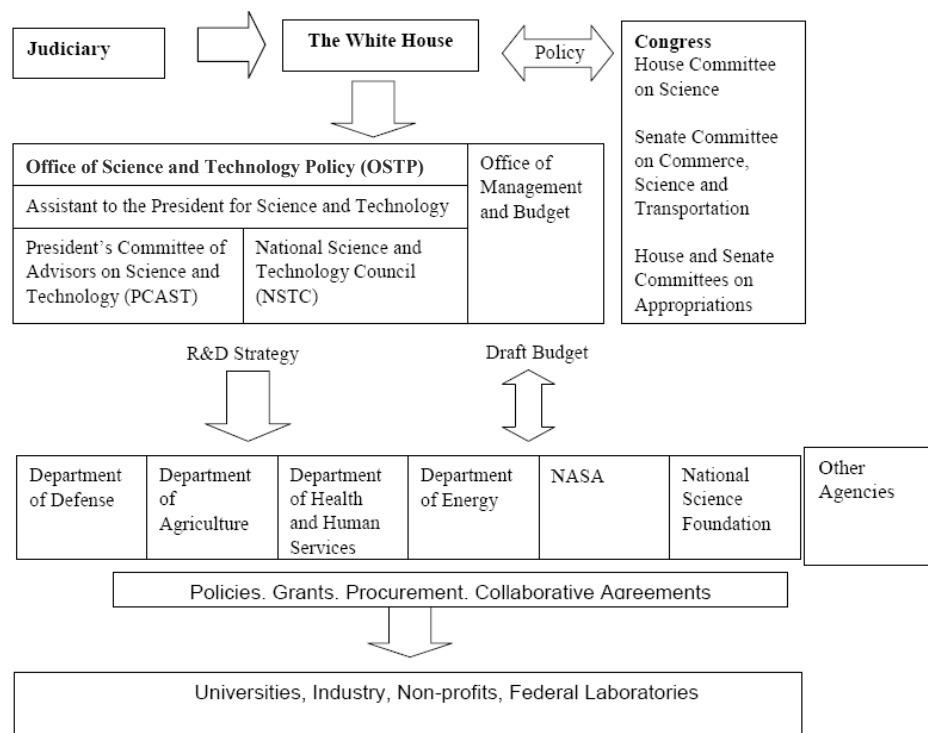 Judiciary
The White House
Policy
Congress
House Committee
on Science
Senate Committee
on Commerce,
Science and
Transportation
House and Senate
Committees on
Appropriations
Office of Science and Technology Policy (OSTP)
Assistant to the President for Science and Technology
President’s Committee of
Advisors on Science and
Technology (PCAST)
National Science and
Technology Council
(NSTC)
Office of
Management
and Budget
R&D Strategy
Draft Budget
Department
of Defense
Department
of
Agriculture
Department
of Health
and Human
Services
Department
of Energy
NASA
National
Science
Foundation
Other
Agencies
Policies. Grants. Procurement. Collaborative Agreements
Universities, Industry, Non-profits, Federal Laboratories